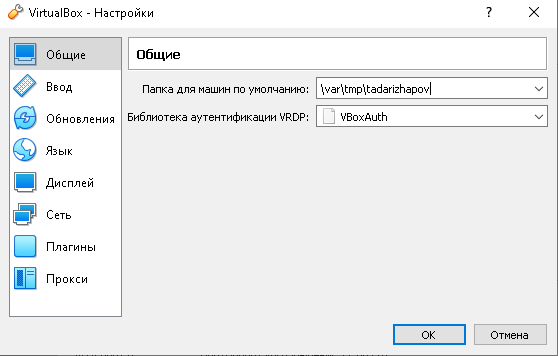 VirtualBox - Настройки
?
Общие
Ввод
Обновления
Язык
Дисплей
Сеть
Плагины
Прокси
Общие
Папка для машин по умолчанию: \var\tmp\tadarizhapov
Библиотека аутентификации VRDP: VBoxAuth
OK Отмена